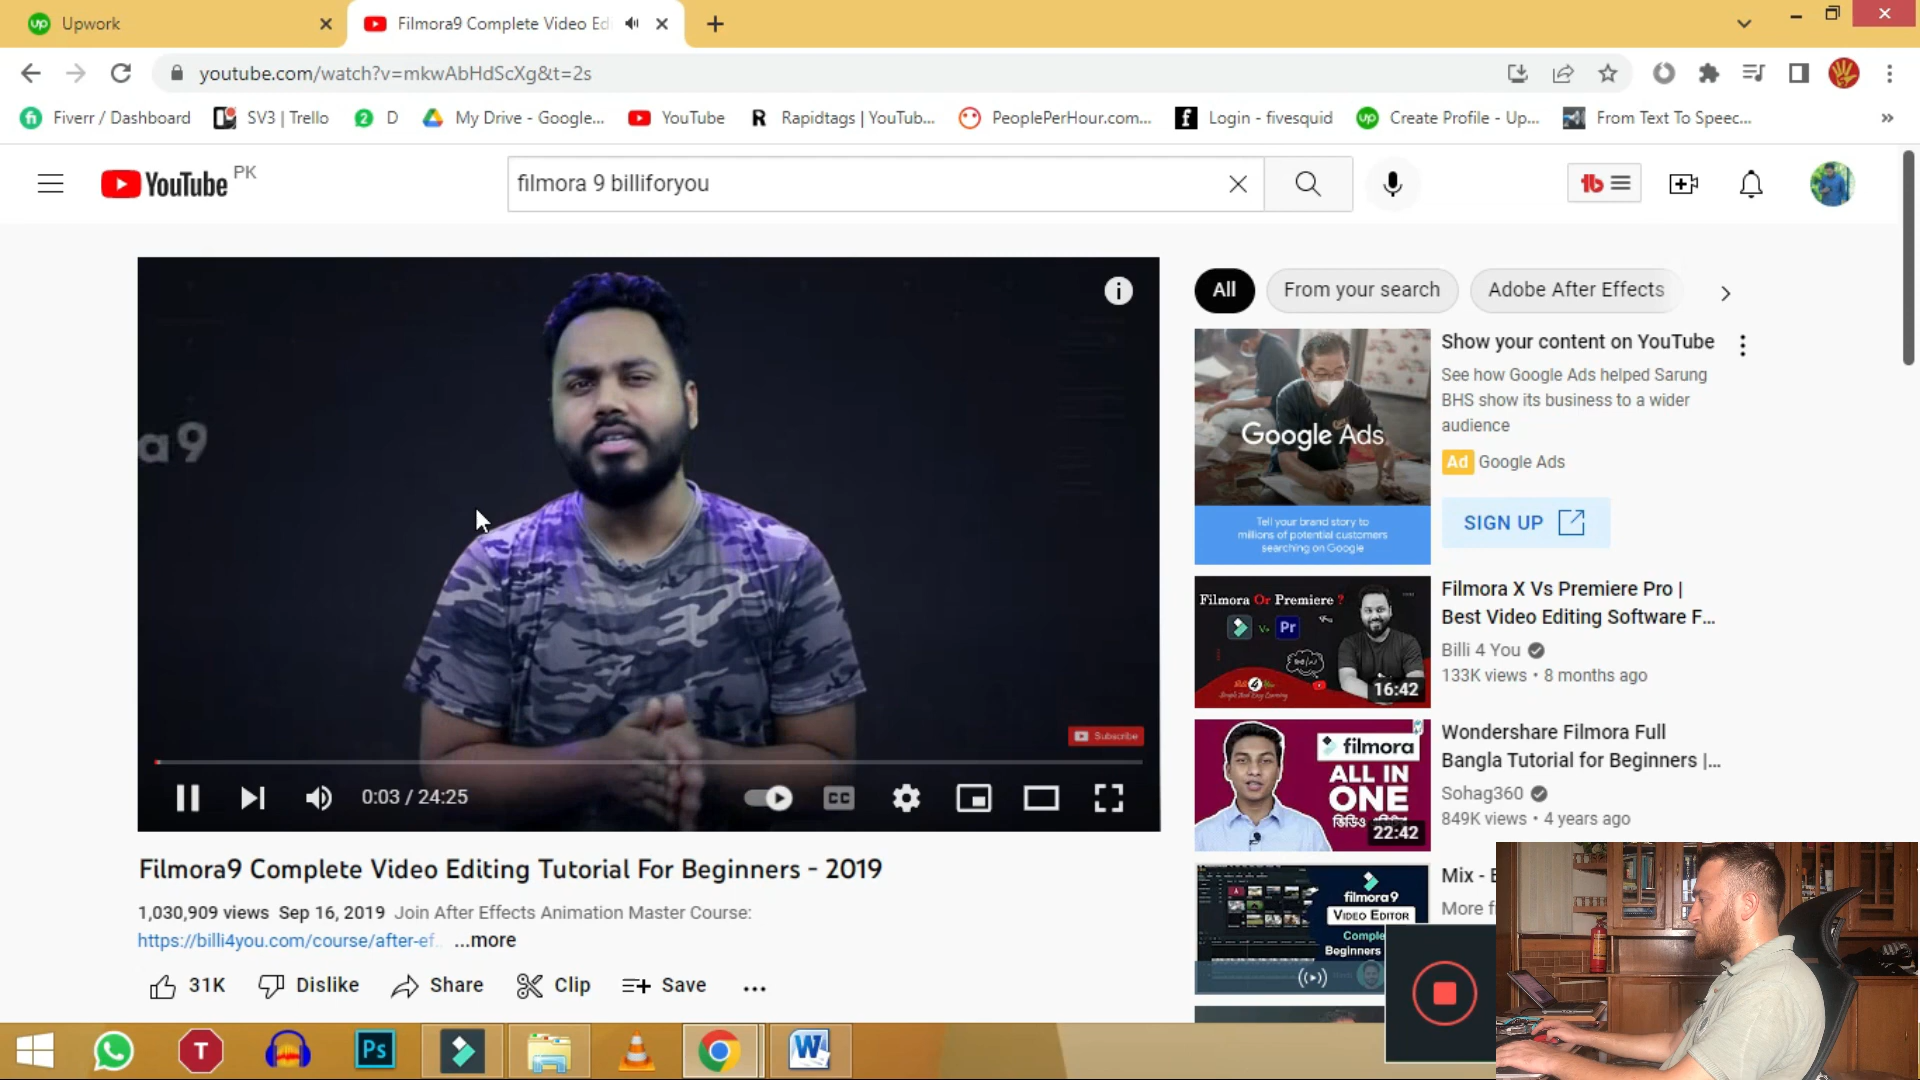 Upwork
Filmora9 Complete Video Ed
youtube.com/watch?v=mkwAbHdScXg&t=2s
Fiverr / Dashboard
SV3 | Trello
2 D
My Drive - Google...
YouTube
R Rapidtags | YouTub...
PeoplePerHour.com...
f Login - fivesquid
up Create Profile - Up...
From Text To Speec...
»
YouTube PK
filmora 9 billiforyou
a9
Subscribe
0:03 / 24:25
CC
Filmora9 Complete Video Editing Tutorial For Beginners - 2019
1,030,909 views Sep 16, 2019 Join After Effects Animation Master Course:
https://billi4you.com/course/after-ef.. ...more
31K
Dislike
Share
Clip
Save
All
From your search
Adobe After Effects
Google Ads
Tell your brand story to
millions of potential customers
searching on Google
Show your content on YouTube
See how Google Ads helped Sarung
BHS show its business to a wider
audience
Ad Google Ads
SIGN UP
Filmora Or Premiere ?
Vs Pr
16:42
Filmora X Vs Premiere Pro |
Best Video Editing Software F...
Billi 4 You
133K views • 8 months ago
filmora
ALL IN
ONE
22:42
Wondershare Filmora Full
Bangla Tutorial for Beginners |...
Sohag360
849K views • 4 years ago
filmora9
VIDEO EDITOR
Comple
Beginners
Mix -
More
T
Ps
W